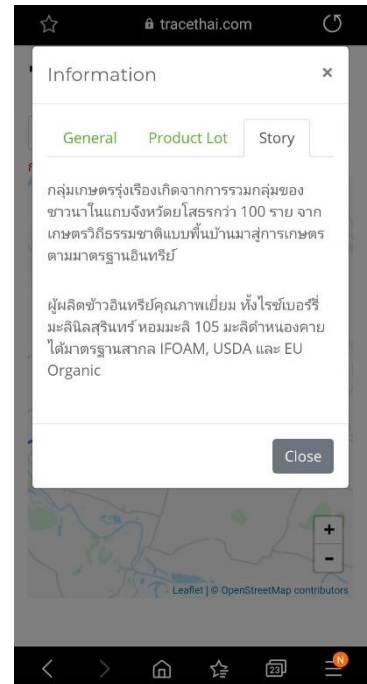 tracethai.com
Information
×
General Product Lot Story
กลุ่มเกษตรรุ่งเรืองเกิดจากการรวมกลุ่มของ
ชาวนาในแถบจังหวัดยโสธรกว่า 100 ราย จาก
เกษตรวิถีธรรมชาติแบบพื้นบ้านมาสู่การเกษตร
ตามมาตรฐานอินทรีย์
ผู้ผลิตข้าวอินทรีย์คุณภาพเยี่ยม ทั้งไรซ์เบอร์รี่
มะลินิลสุรินทร์ หอมมะลิ 105 มะลิดำหนองคาย
ได้มาตรฐานสากล IFOAM, USDA และ EU
Organic
Close
+
−
Leaflet | © OpenStreetMap contributors
23
N